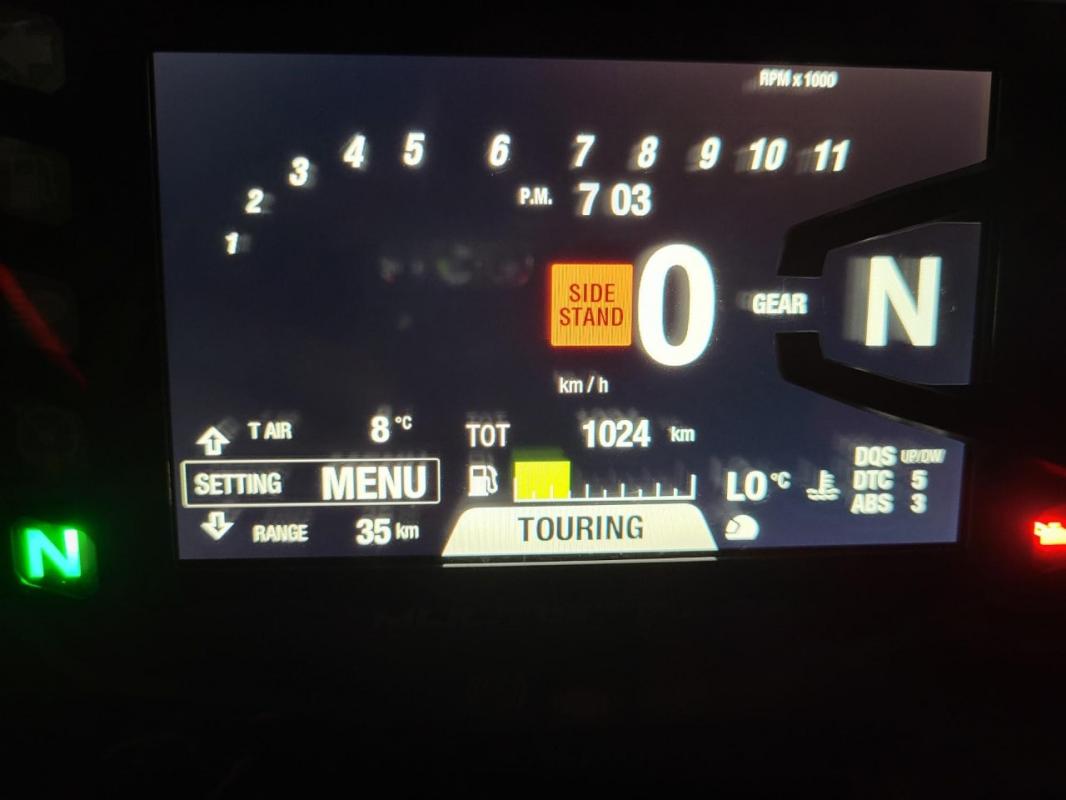 RPM x 1000
1 2 3 4 5 6 7 8 9 10 11
P.M. 7 03
SIDE
STAND
0
km/h
GEAR N
T AIR 8 °C
SETTING MENU
RANGE 35 km
TOT 1024 km
TOURING
LO °C
DQS UP/DW
DTC 5
ABS 3
N